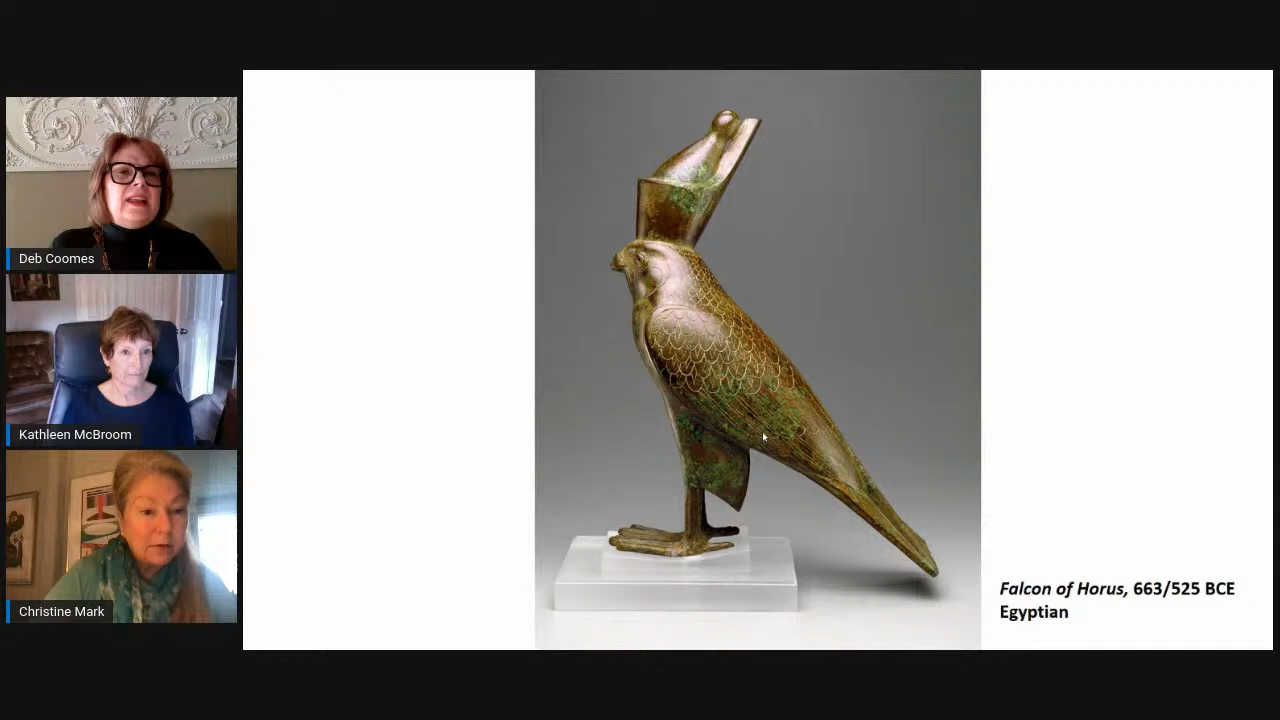 Deb Coomes
Kathleen McBroom
Christine Mark
Falcon of Horus, 663/525 BCE
Egyptian